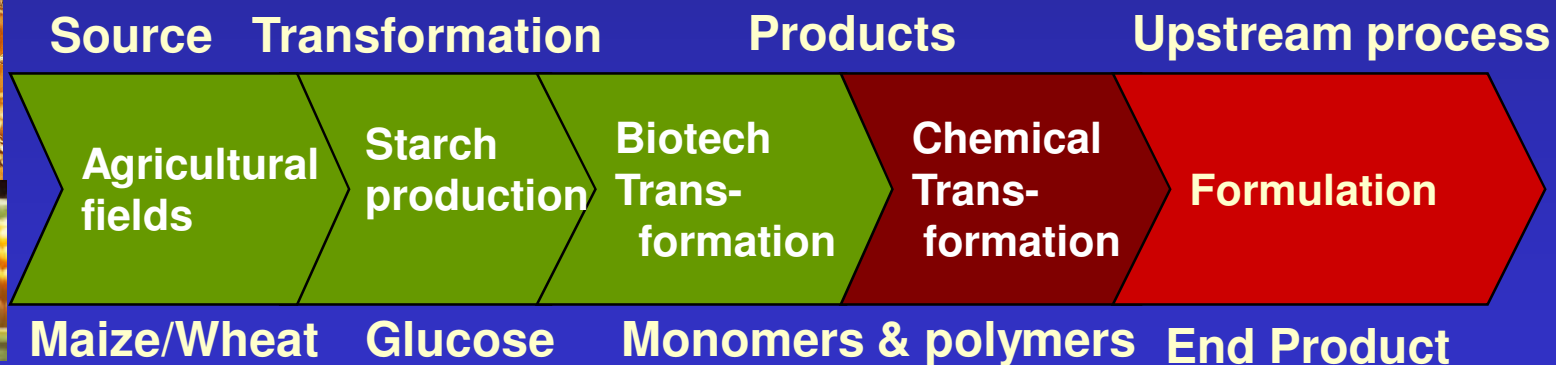 Source Transformation Products Upstream process
Agricultural
fields
Starch
production
Biotech
Trans-
formation
Chemical
Trans-
formation
Formulation
Maize/Wheat Glucose Monomers & polymers End Product